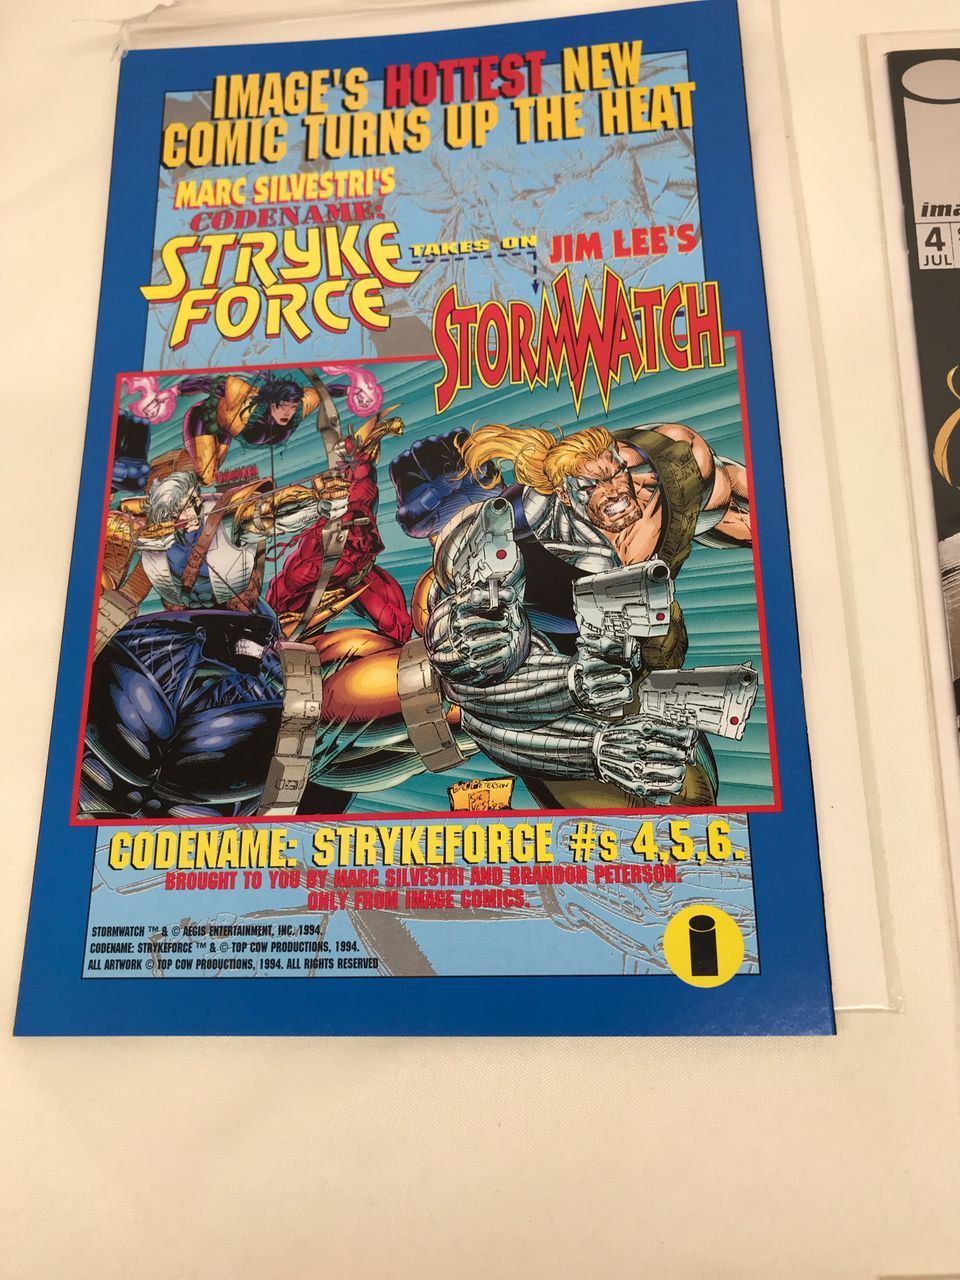 IMAGE'S HOTTEST NEW
COMIC TURNS UP THE HEAT
MARC SILVESTRI'S
CODENAME:
STRYKE
FORCE
TAKES ON
JIM LEE'S
STORMWATCH
PETERSON
CODENAME: STRYKEFORCE #s 4,5,6.
BROUGHT TO YOU BY MARC SILVESTRI AND BRANDON PETERSON.
ONLY FROM IMAGE COMICS.
STORMWATCH ™ & © AEGIS ENTERTAINMENT, INC. 1994.
CODENAME: STRYKEFORCE ™ & © TOP COW PRODUCTIONS, 1994.
ALL ARTWORK © TOP COW PRODUCTIONS, 1994. ALL RIGHTS RESERVED
i
4
JUL